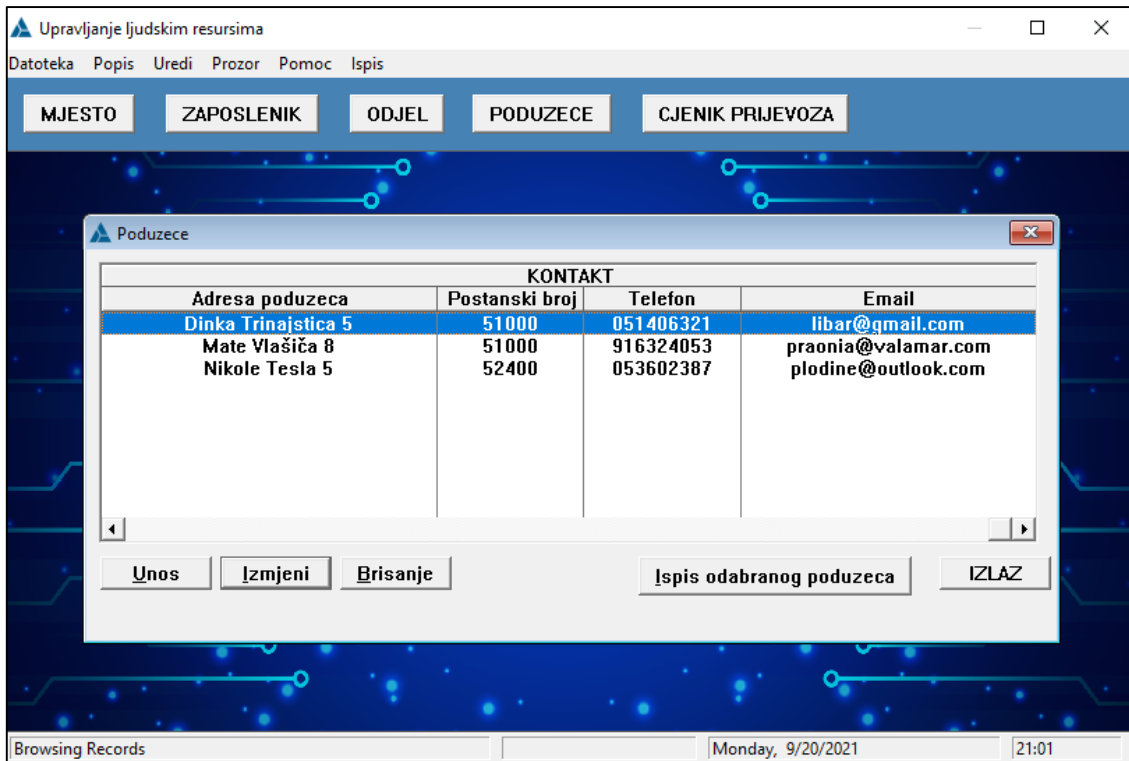 Upravljanje ljudskim resursima
Datoteka Popis Uredi Prozor Pomoc Ispis
MJESTO ZAPOSLENIK ODJEL PODUZECE CJENIK PRIJEVOZA
Poduzece
KONTAKT
Adresa poduzeca Postanski broj Telefon Email
Dinka Trinajstica 5 51000 051406321 libar@gmail.com
Mate Vlašiča 8 51000 916324053 praonia@valamar.com
Nikole Tesla 5 52400 053602387 plodine@outlook.com
Unos Izmjeni Brisanje Ispis odabranog poduzeca IZLAZ
Browsing Records Monday, 9/20/2021 21:01